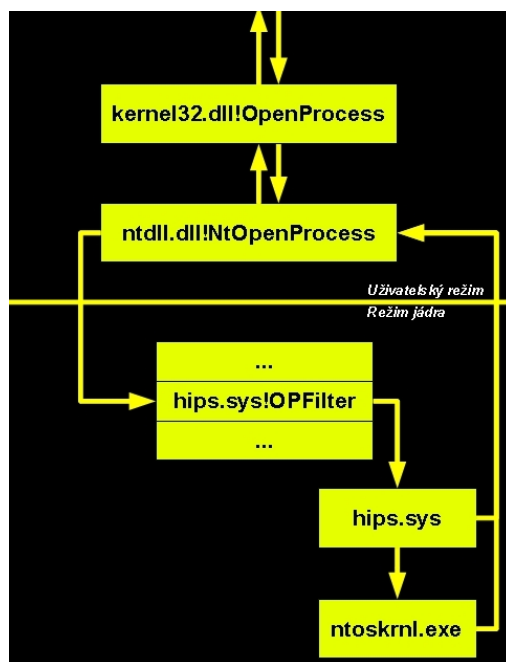 kernel32.dll!OpenProcess
ntdll.dll!NtOpenProcess
Uživatelský režim
Režim jádra
...
hips.sys!OPFilter
...
hips.sys
ntoskrnl.exe